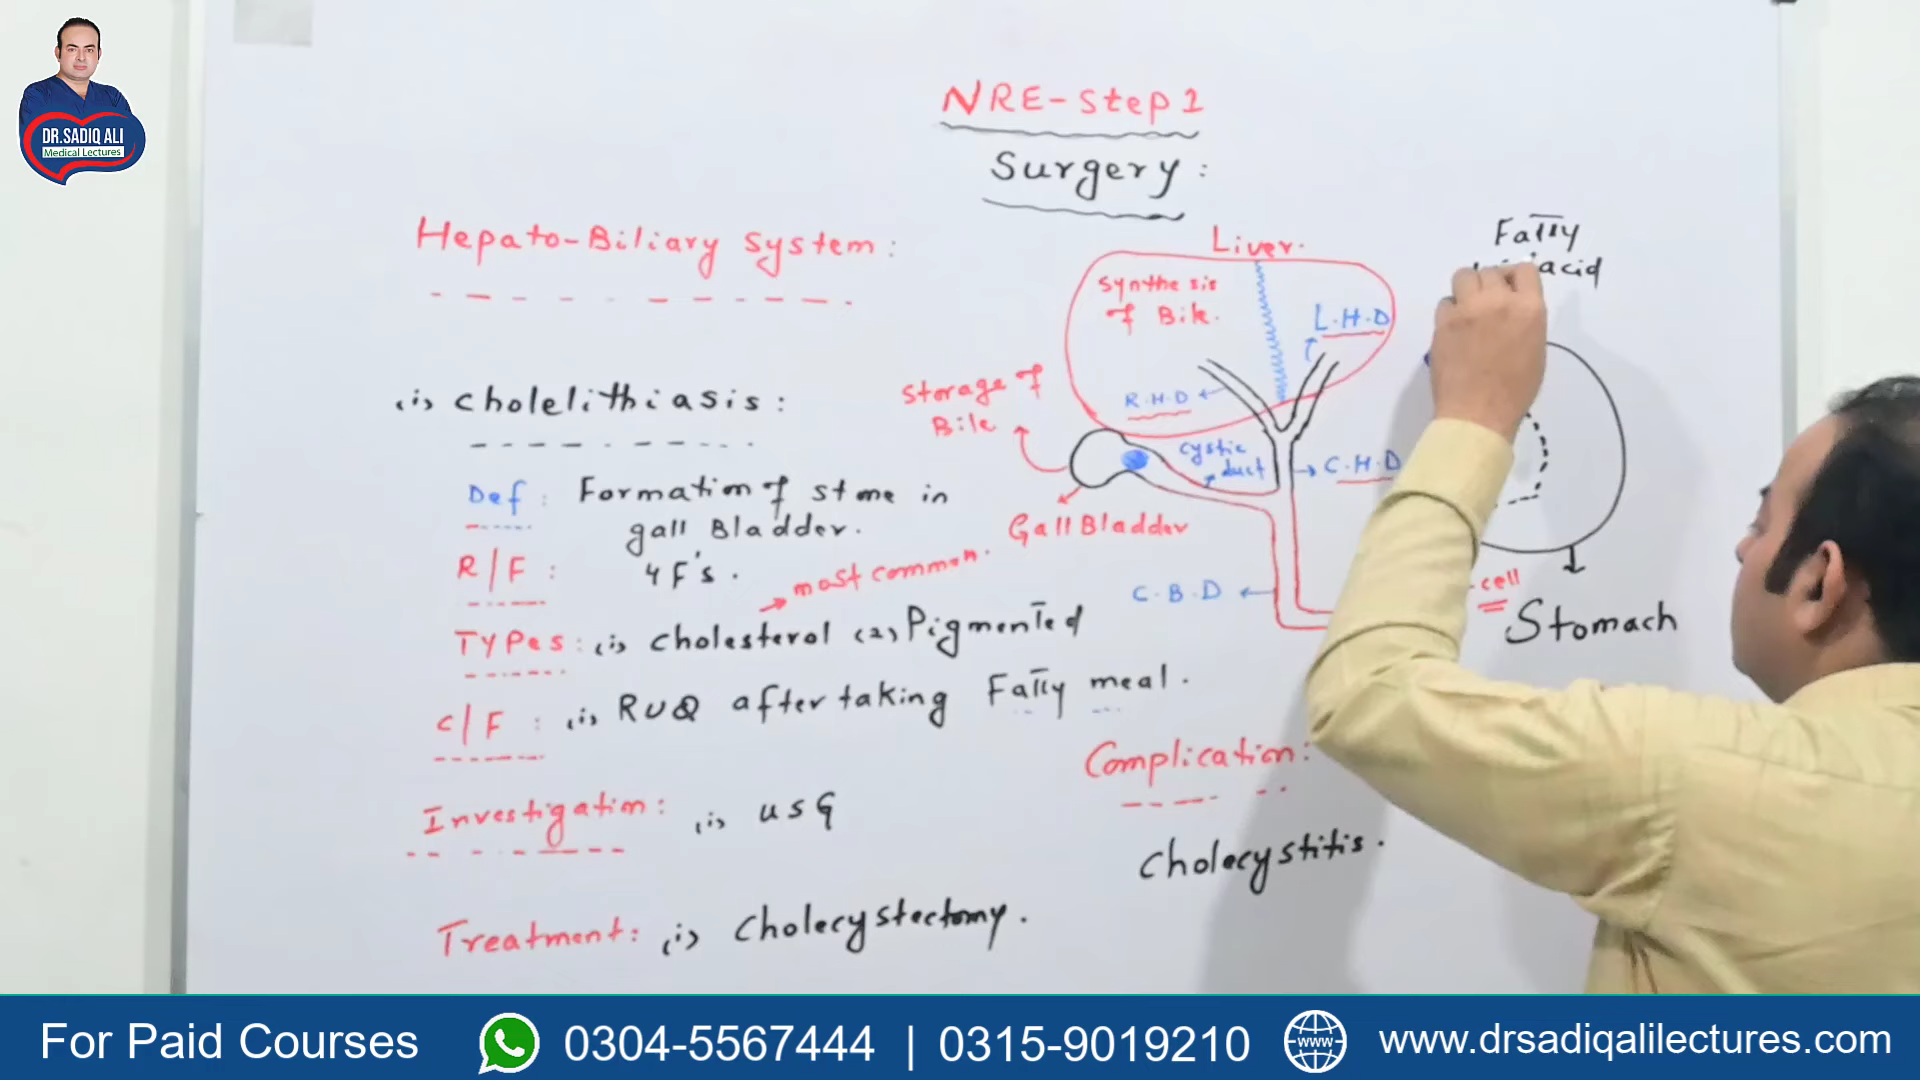 DR.SADIQ ALI
Medical Lectures
NRE-Step 1
Surgery:
Hepato-Biliary System:
Liver.
Synthesis
of Bile.
L.H.D
R.H.D
Storage of
Bile
cystic
duct
C.H.D
Gall Bladder
C.B.D
Fatty
acid
-cell
Stomach
(i) cholelithiasis:
Def: Formation of stone in
gall Bladder.
R/F: 4 F's.
most common.
Types: (i) cholesterol (2) Pigmented
C/F: (i) RUQ after taking Fatty meal.
Investigation: (i) USG
Complication:
Cholecystitis.
Treatment: (i) Cholecystectomy.
For Paid Courses 0304-5567444 | 0315-9019210 www www.drsadiqalilectures.com